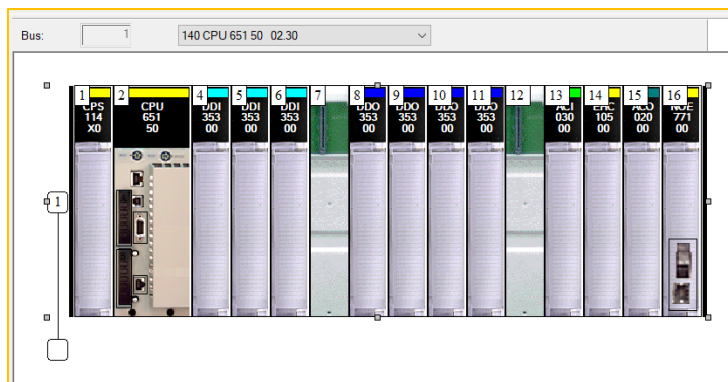 Bus: 1 140 CPU 651 50 02.30
1 2 4 5 6 7 8 9 10 11 12 13 14 15 16
CPS CPU DDI DDI DDI DDO DDO DDO DDO ACI EHC ACO NOE
114 651 353 353 353 353 353 353 353 030 105 020 771
X0 50 00 00 00 00 00 00 00 00 00 00 00
1